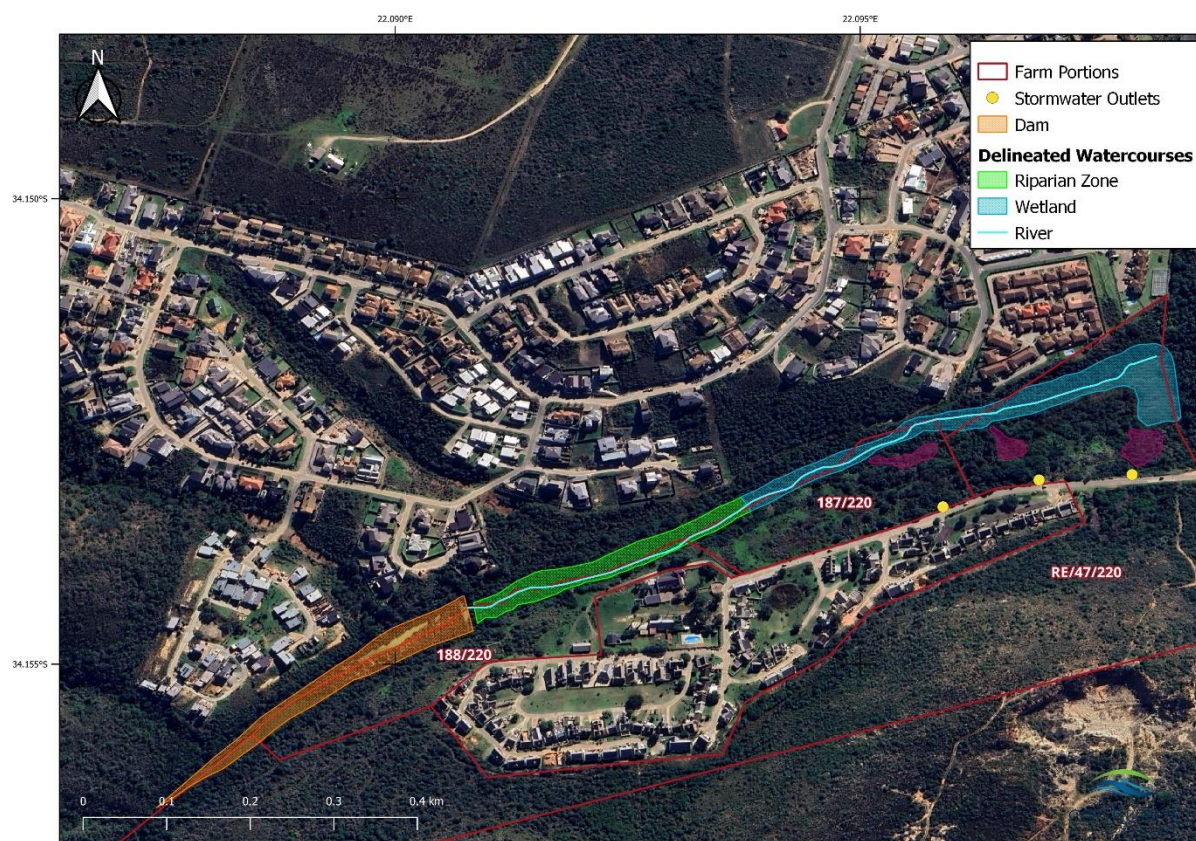 22.090°E
22.095°E
N
Farm Portions
Stormwater Outlets
Dam
Delineated Watercourses
Riparian Zone
Wetland
River
34.150°S
187/220
RE/47/220
34.155°S
188/220
0
0.1
0.2
0.3
0.4 km